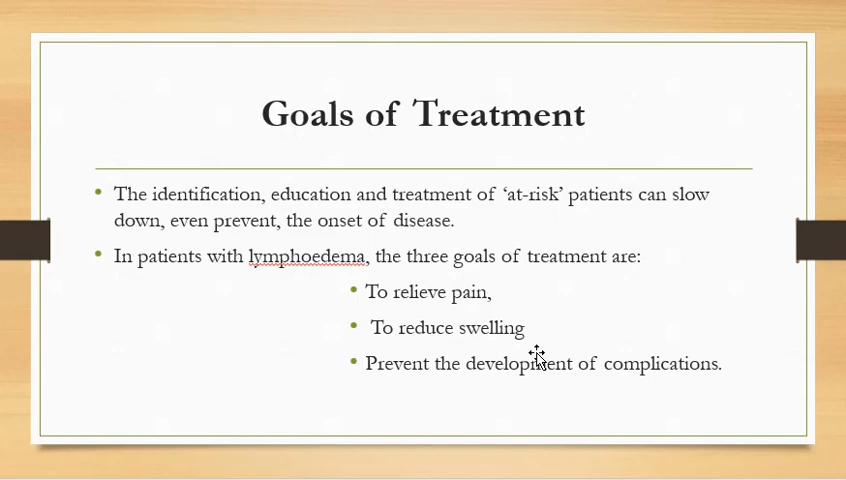 Goals of Treatment
The identification, education and treatment of ‘at-risk’ patients can slow
down, even prevent, the onset of disease.
In patients with lymphoedema, the three goals of treatment are:
To relieve pain,
To reduce swelling
Prevent the development of complications.